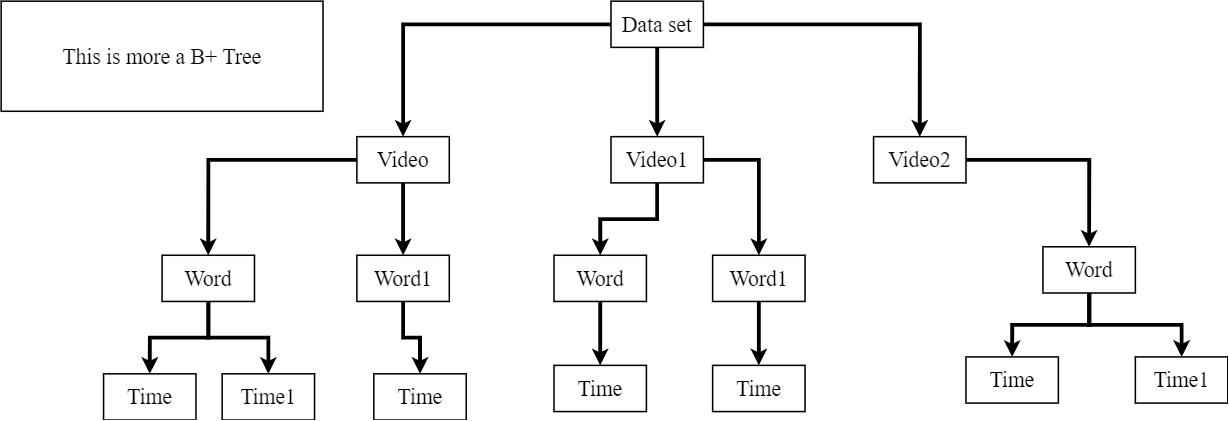 This is more a B+ Tree
Data set
Video
Video1
Video2
Word
Word1
Word
Word1
Word
Time
Time1
Time
Time
Time
Time
Time1